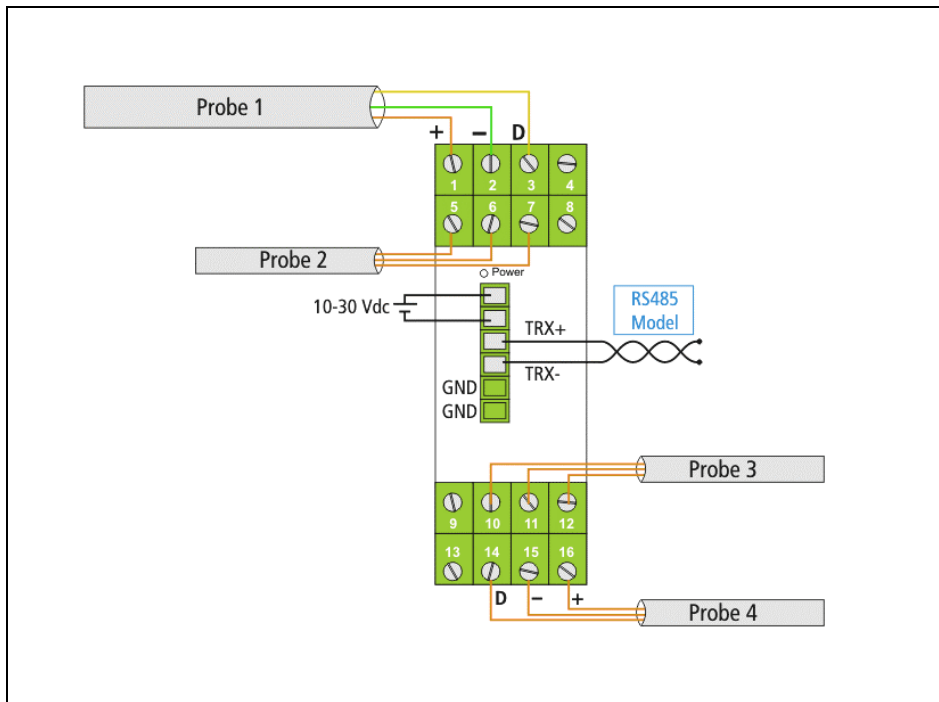 Probe 1
+ − D
1 2 3 4
5 6 7 8
Probe 2
Power
10-30 Vdc
RS485
Model
TRX+
TRX-
GND
GND
Probe 3
9 10 11 12
13 14 15 16
D − +
Probe 4